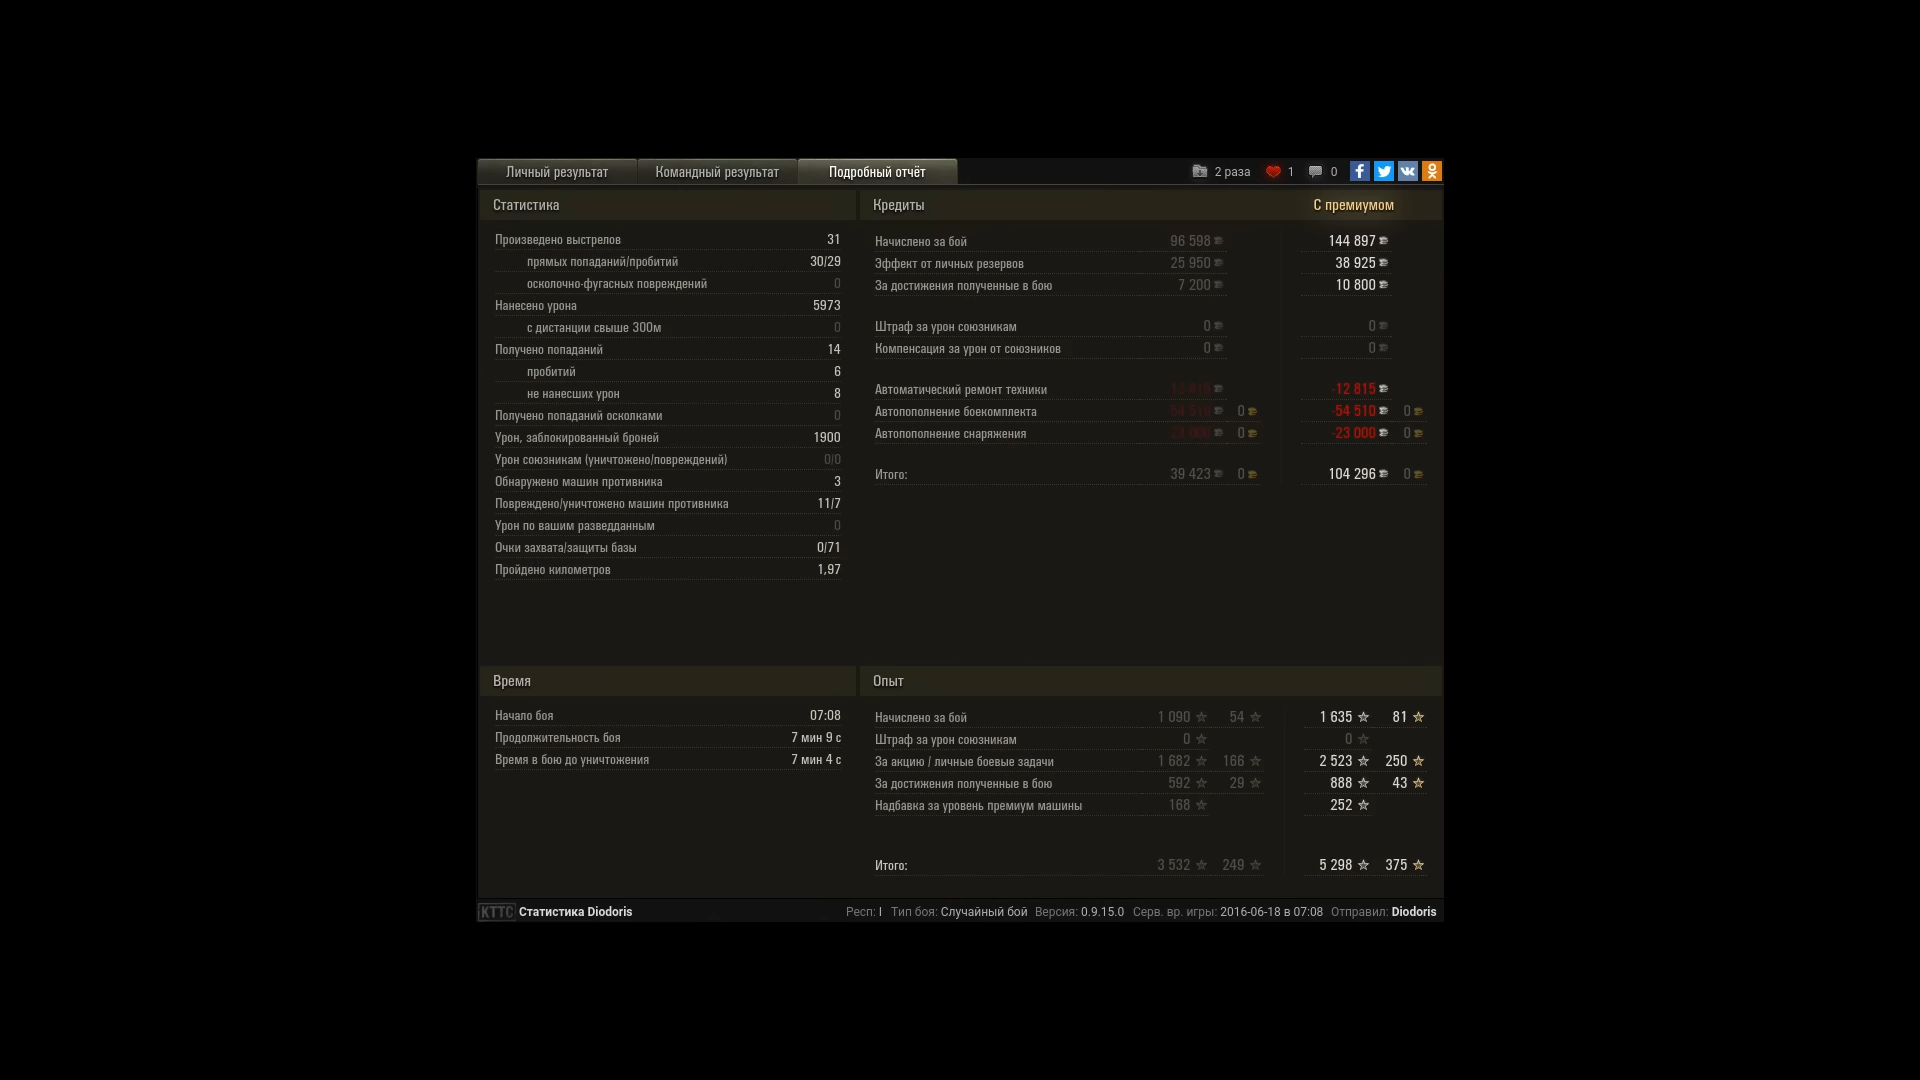 Личный результат Командный результат Подробный отчёт 2 раза 1 0
Статистика
Произведено выстрелов 31
прямых попаданий/пробитий 30/29
осколочно-фугасных повреждений 0
Нанесено урона 5973
с дистанции свыше 300м 0
Получено попаданий 14
пробитий 6
не нанесших урон 8
Получено попаданий осколками 0
Урон, заблокированный броней 1900
Урон союзникам (уничтожено/повреждений) 0/0
Обнаружено машин противника 3
Повреждено/уничтожено машин противника 11/7
Урон по вашим разведданным 0
Очки захвата/защиты базы 0/71
Пройдено километров 1,97
Кредиты С премиумом
Начислено за бой 96 598 144 897
Эффект от личных резервов 25 950 38 925
За достижения полученные в бою 7 200 10 800
Штраф за урон союзникам 0 0
Компенсация за урон от союзников 0 0
Автоматический ремонт техники -12 815
Автопополнение боекомплекта -54 510 0 -54 510 0
Автопополнение снаряжения 0 -23 000 0
Итого: 39 423 0 104 296 0
Время
Начало боя 07:08
Продолжительность боя 7 мин 9 с
Время в бою до уничтожения 7 мин 4 с
Опыт
Начислено за бой 1 090 54 1 635 81
Штраф за урон союзникам 0 0
За акцию / личные боевые задачи 1 682 166 2 523 250
За достижения полученные в бою 592 29 888 43
Надбавка за уровень премиум машины 168 252
Итого: 3 532 249 5 298 375
КТТС Статистика Diodoris Респ: I Тип боя: Случайный бой Версия: 0.9.15.0 Серв. вр. игры: 2016-06-18 в 07:08 Отправил: Diodoris